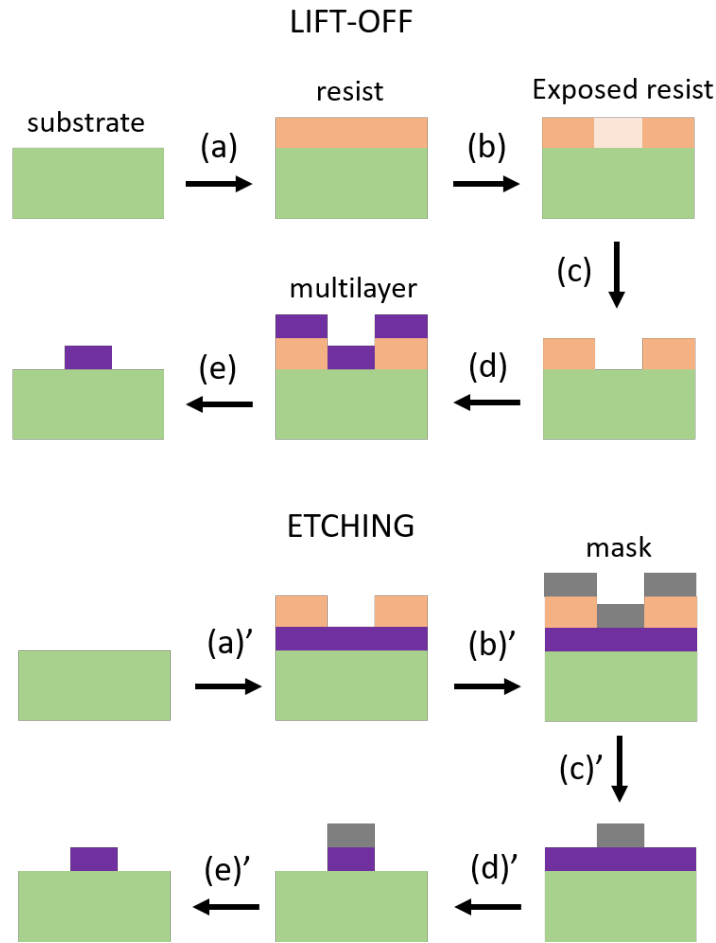 LIFT-OFF
substrate
(a)
resist
(b)
Exposed resist
(c)
multilayer
(e)
(d)
ETCHING
mask
(a)’
(b)’
(c)’
(e)’
(d)’